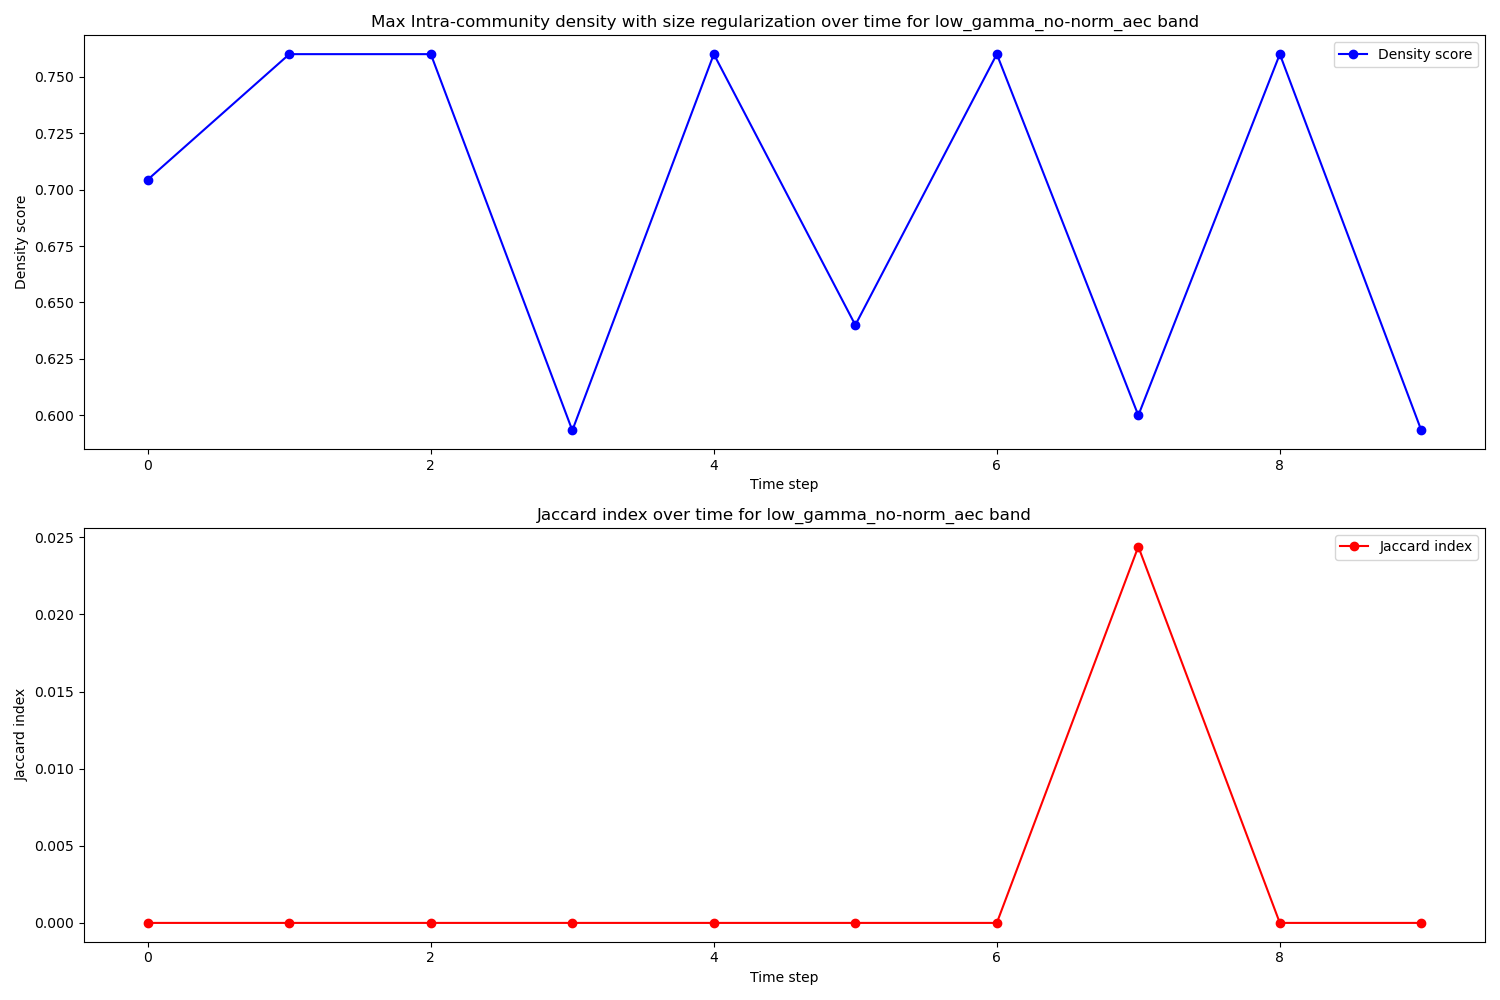 Max Intra-community density with size regularization over time for low_gamma_no-norm_aec band
Density score
0.750
0.725
0.700
0.675
0.650
0.625
0.600
Density score
0 2 4 6 8
Time step
Jaccard index over time for low_gamma_no-norm_aec band
Jaccard index
0.025
0.020
0.015
0.010
0.005
0.000
Jaccard index
0 2 4 6 8
Time step